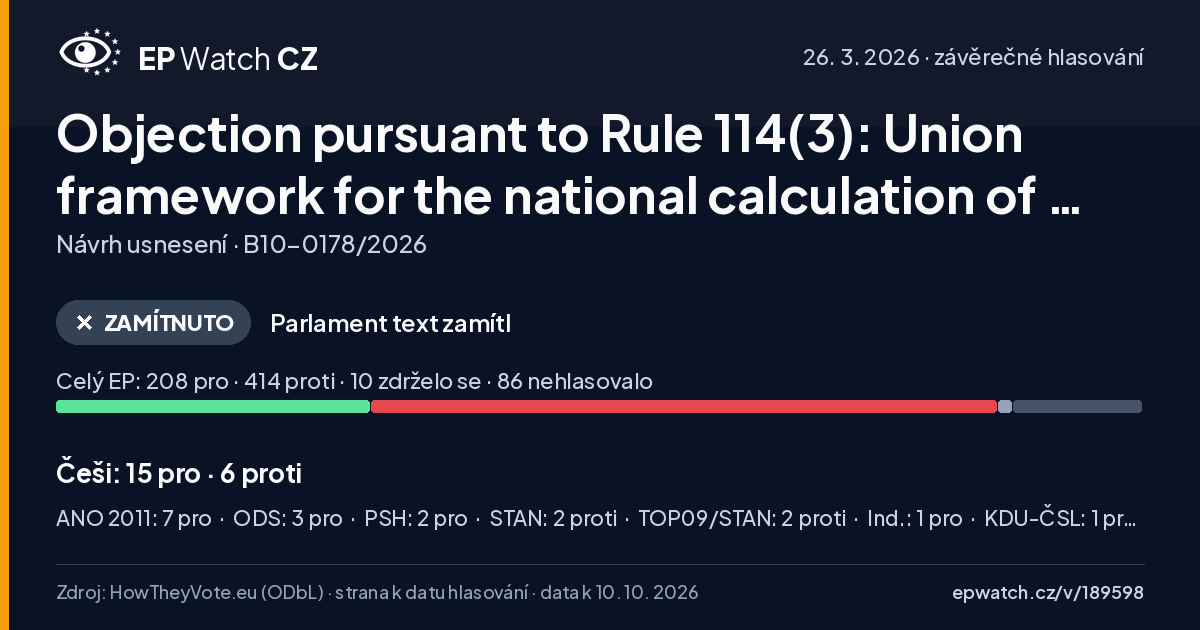 EP Watch CZ
26. 3. 2026 · závěrečné hlasování
Objection pursuant to Rule 114(3): Union
framework for the national calculation of …
Návrh usnesení · B10–0178/2026
✕ ZAMÍTNUTO
Parlament text zamítl
Celý EP: 208 pro · 414 proti · 10 zdrželo se · 86 nehlasovalo
Češi: 15 pro · 6 proti
ANO 2011: 7 pro · ODS: 3 pro · PSH: 2 pro · STAN: 2 proti · TOP09/STAN: 2 proti · Ind.: 1 pro · KDU-ČSL: 1 pr…
Zdroj: HowTheyVote.eu (ODbL) · strana k datu hlasování · data k 10. 10. 2026
epwatch.cz/v/189598